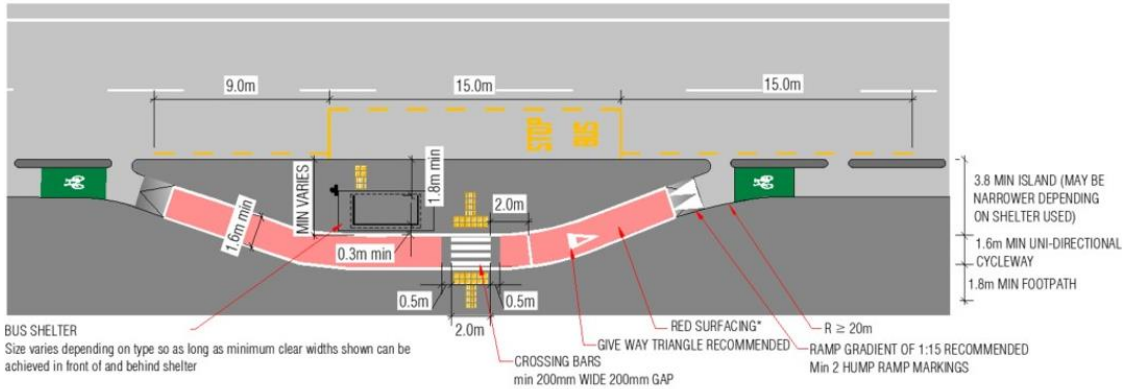 9.0m
15.0m
15.0m
STOP
BUS
MIN VARIES
1.8m min
2.0m
1.6m min
0.3m min
0.5m
0.5m
2.0m
3.8 MIN ISLAND (MAY BE
NARROWER DEPENDING
ON SHELTER USED)
1.6m MIN UNI-DIRECTIONAL
CYCLEWAY
1.8m MIN FOOTPATH
BUS SHELTER
Size varies depending on type so as long as minimum clear widths shown can be
achieved in front of and behind shelter
RED SURFACING*
GIVE WAY TRIANGLE RECOMMENDED
CROSSING BARS
min 200mm WIDE 200mm GAP
R ≥ 20m
RAMP GRADIENT OF 1:15 RECOMMENDED
Min 2 HUMP RAMP MARKINGS